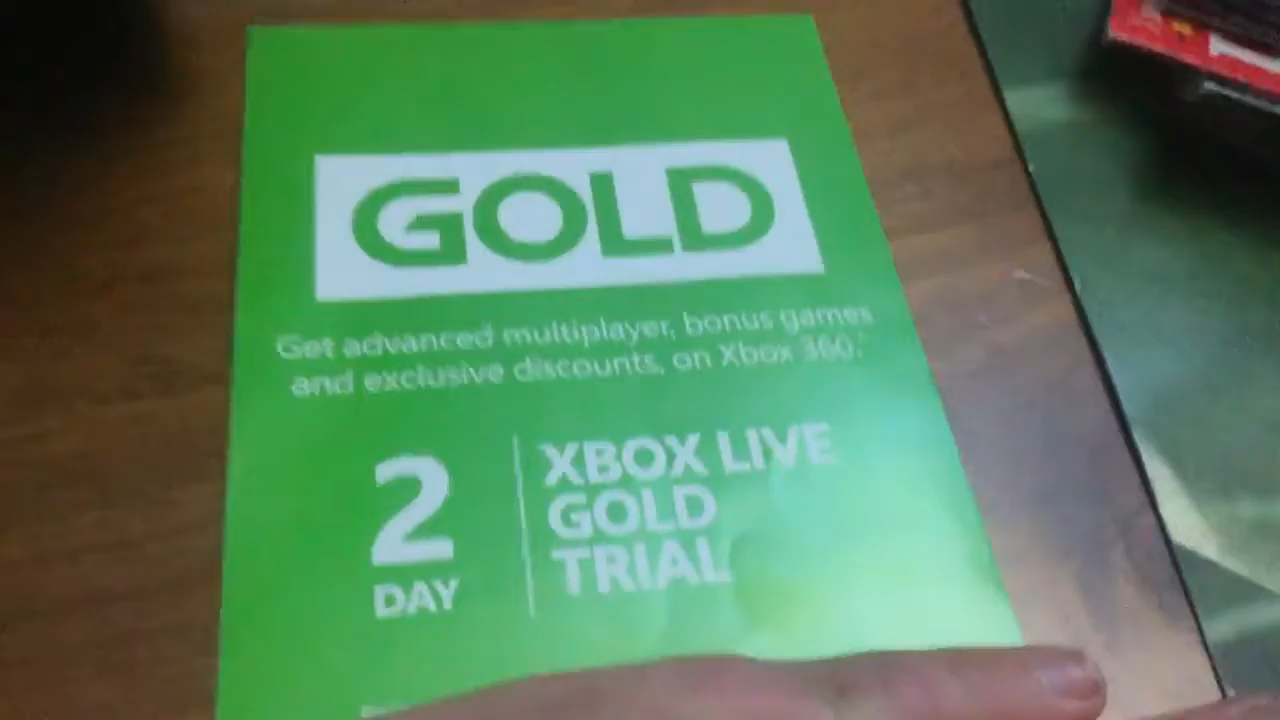 GOLD
Get advanced multiplayer, bonus games
and exclusive discounts, on Xbox 360.*
2
DAY
XBOX LIVE
GOLD
TRIAL